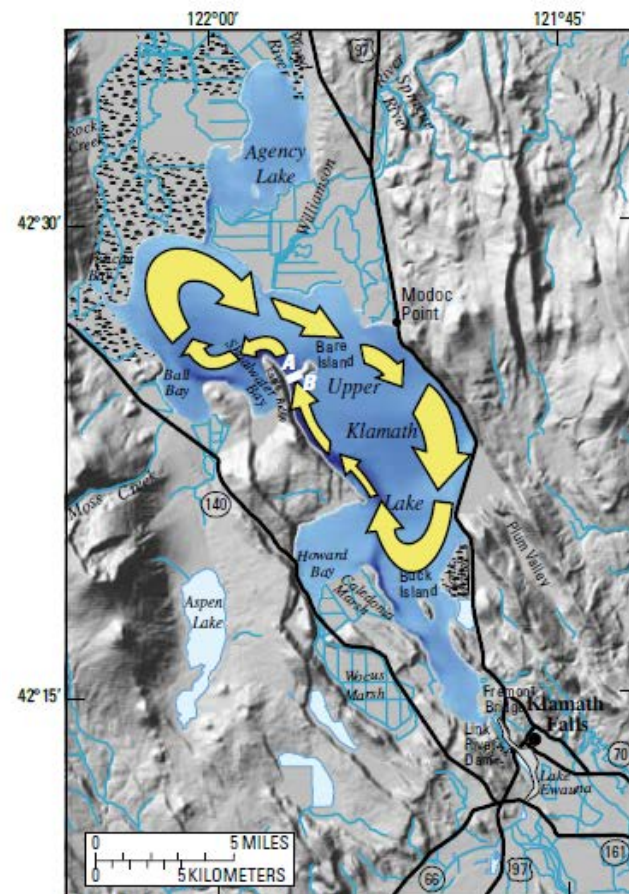 122°00'
121°45'
97
Wood
River
Sprague
River
Rock
Creek
Agency
Lake
Williamson
42°30'
Modoc
Point
Bare
Island
A
B
Upper
Ball
Bay
Shoalwater
Bay
Klamath
Moss Creek
140
Lake
Plum Valley
Howard
Bay
Buck
Island
Caledonia
Marsh
Aspen
Lake
Wocus
Marsh
42°15'
Fremont
Bridge
Klamath
Falls
Link
River
Dam
70
Lake
Ewauna
0 5 MILES
0 5 KILOMETERS
66
97
161